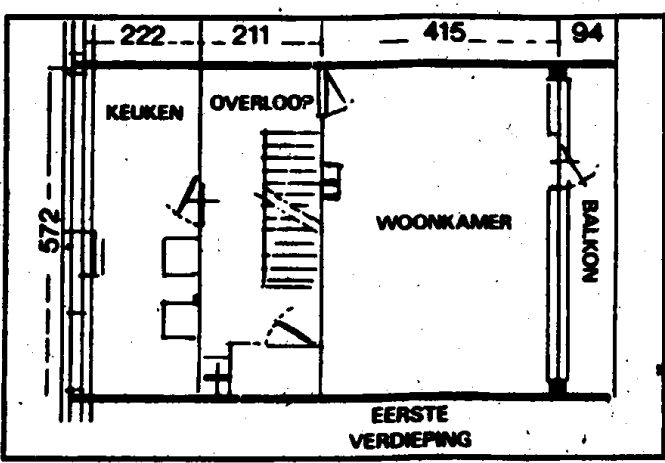 222 211 415 94
KEUKEN OVERLOOP
572
WOONKAMER
BALKON
EERSTE
VERDIEPING